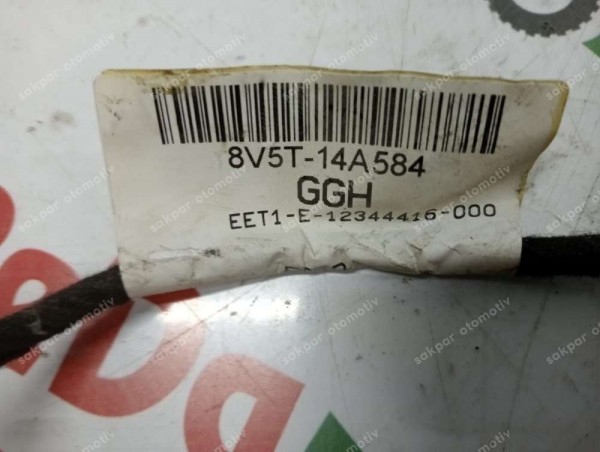 8V5T-14A584
GGH
EET1-E-12344416-000
sakpar otomotiv